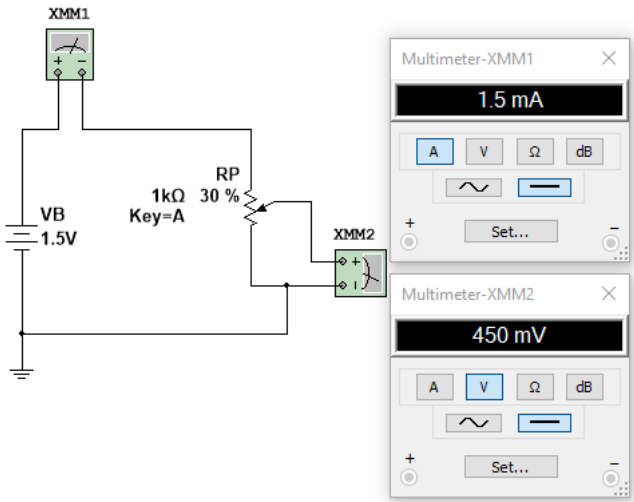 XMM1
+ −
RP
1kΩ 30 %
Key=A
VB
1.5V
XMM2
+
Multimeter-XMM1
1.5 mA
A V Ω dB
+ −
Set...
Multimeter-XMM2
450 mV
A V Ω dB
+ −
Set...